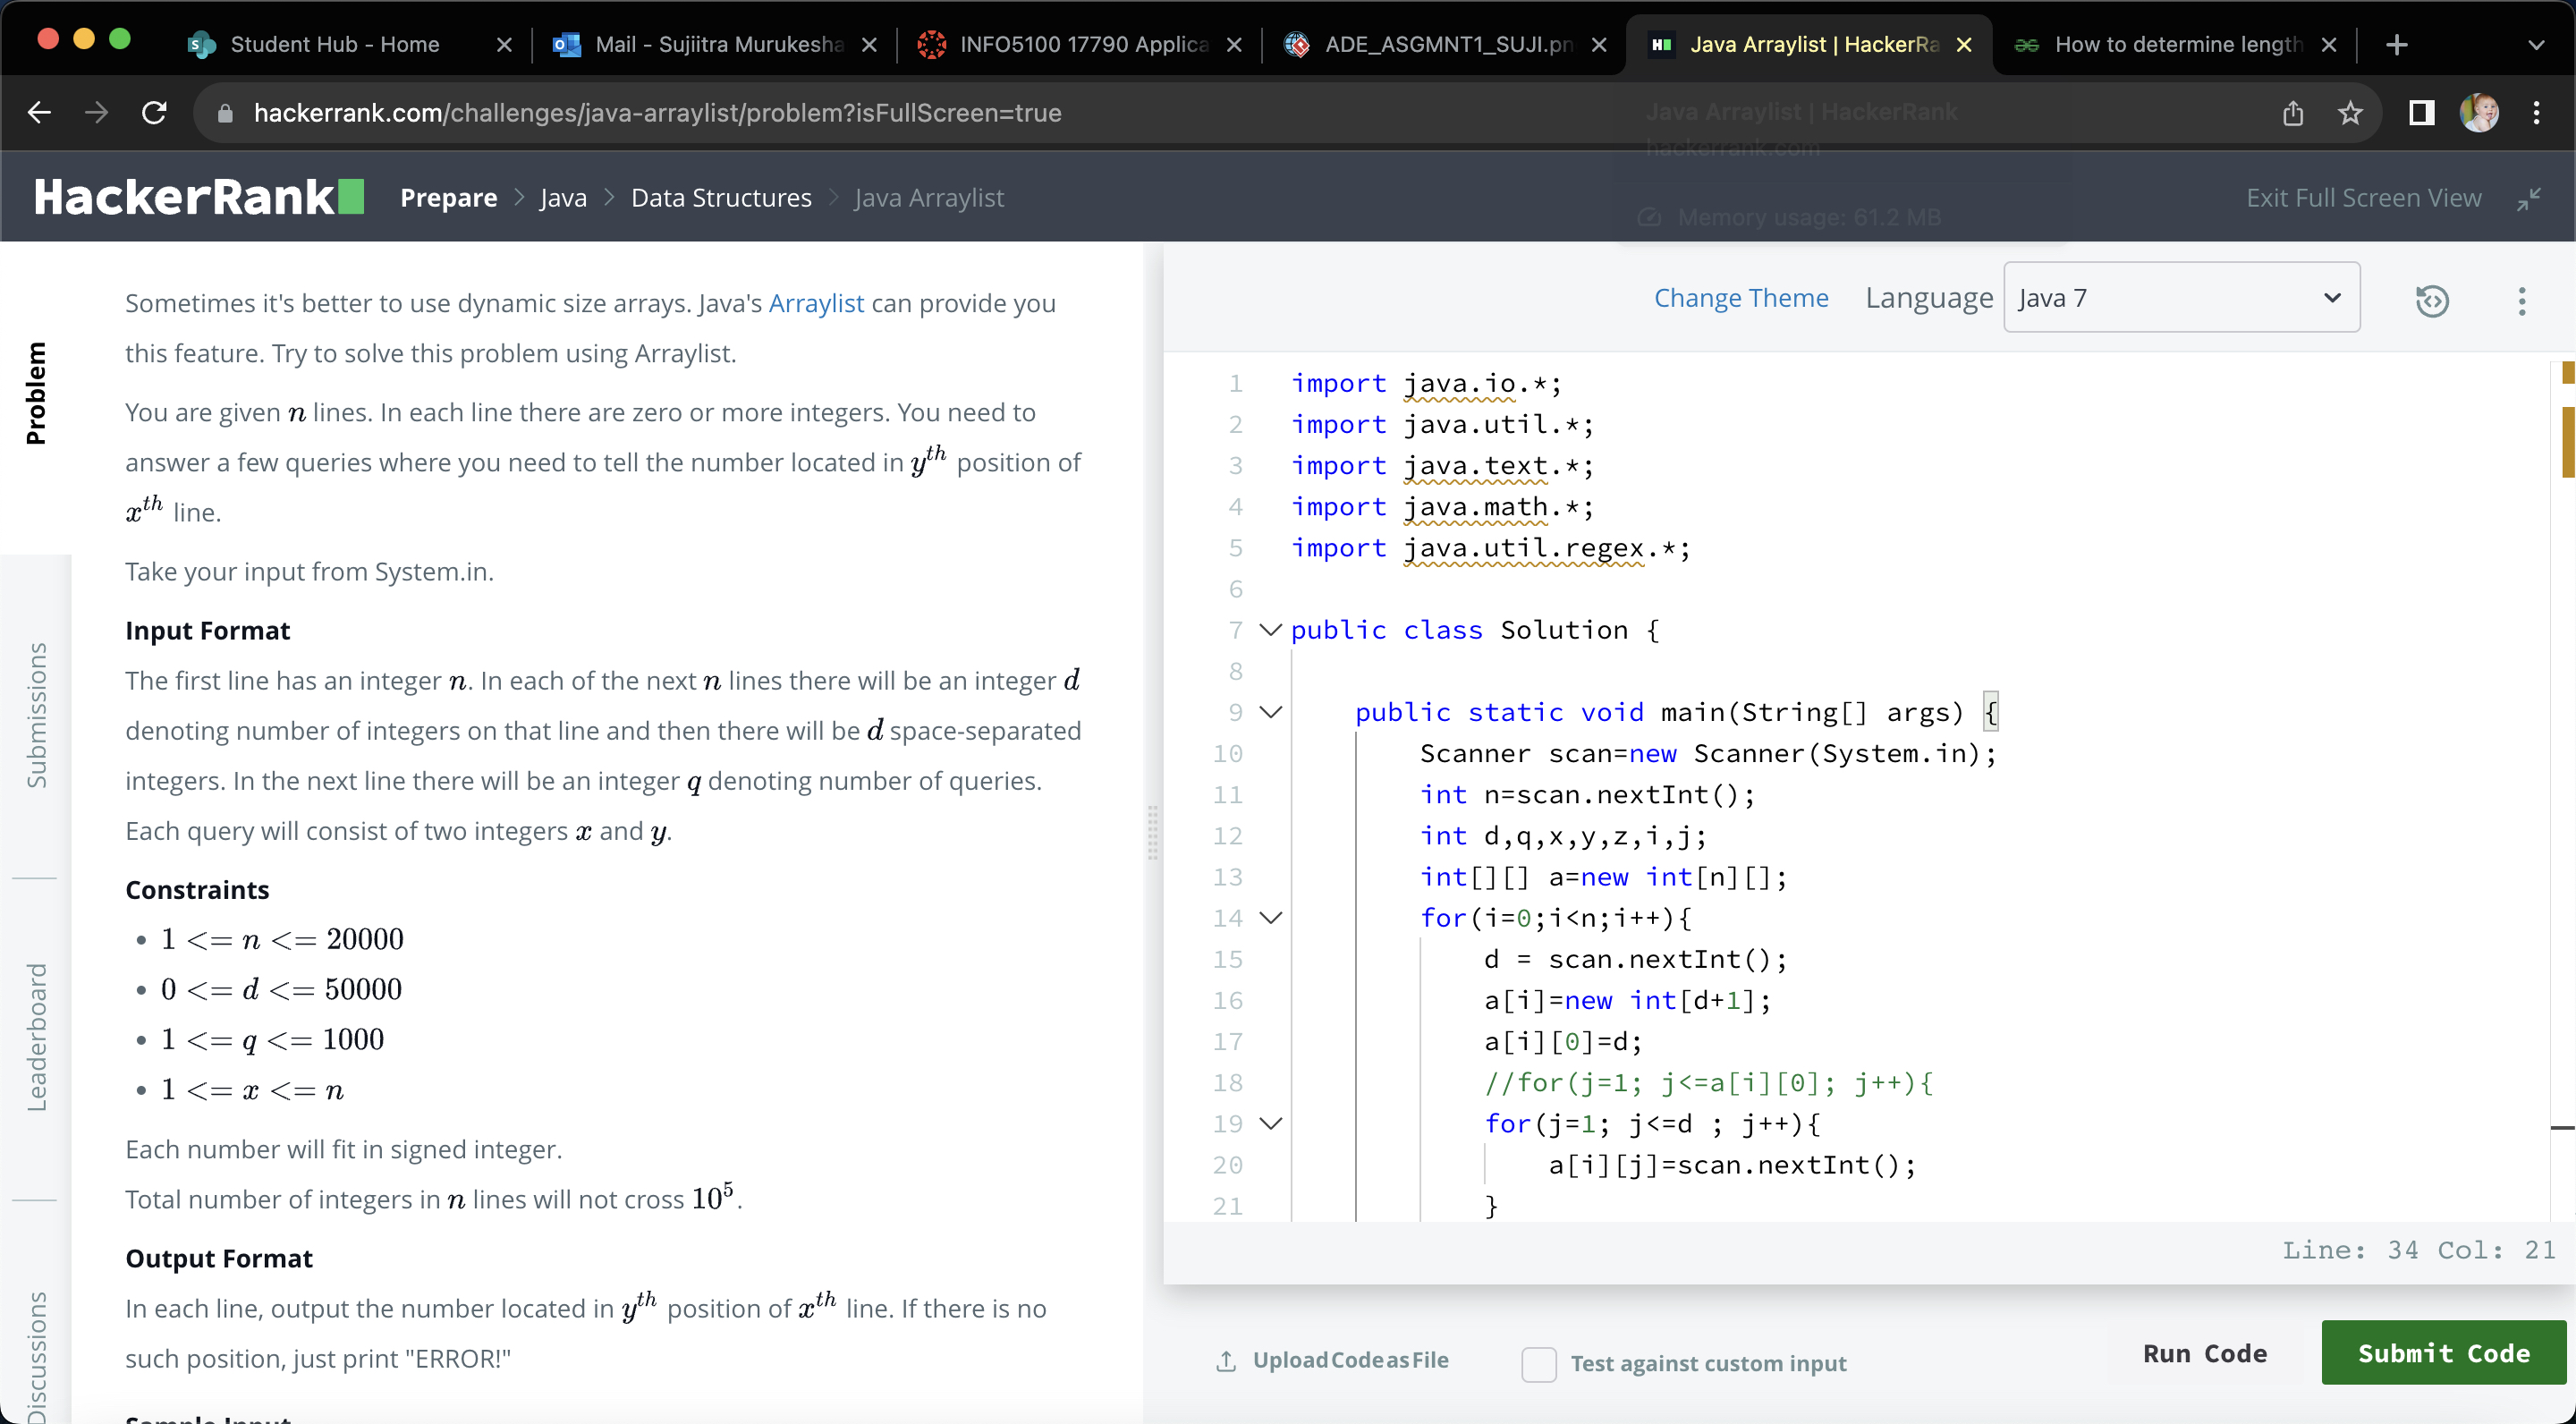 Student Hub - Home
Mail - Sujiitra Murukesha
INFO5100 17790 Applica
ADE_ASGMNT1_SUJI.pn
Java Arraylist | HackerRa
How to determine length
hackerrank.com/challenges/java-arraylist/problem?isFullScreen=true
Java Arraylist | HackerRank
hackerrank.com
Memory usage: 61.2 MB
HackerRank
Prepare > Java > Data Structures > Java Arraylist
Exit Full Screen View
Problem
Submissions
Leaderboard
Discussions
Sometimes it's better to use dynamic size arrays. Java's Arraylist can provide you
this feature. Try to solve this problem using Arraylist.
You are given n lines. In each line there are zero or more integers. You need to
answer a few queries where you need to tell the number located in y^th position of
x^th line.
Take your input from System.in.
Input Format
The first line has an integer n. In each of the next n lines there will be an integer d
denoting number of integers on that line and then there will be d space-separated
integers. In the next line there will be an integer q denoting number of queries.
Each query will consist of two integers x and y.
Constraints
• 1 <= n <= 20000
• 0 <= d <= 50000
• 1 <= q <= 1000
• 1 <= x <= n
Each number will fit in signed integer.
Total number of integers in n lines will not cross 10^5.
Output Format
In each line, output the number located in y^th position of x^th line. If there is no
such position, just print "ERROR!"
Sample Input
Change Theme
Language
Java 7
1 import java.io.*;
2 import java.util.*;
3 import java.text.*;
4 import java.math.*;
5 import java.util.regex.*;
6
7 public class Solution {
8
9 public static void main(String[] args) {
10 Scanner scan=new Scanner(System.in);
11 int n=scan.nextInt();
12 int d,q,x,y,z,i,j;
13 int[][] a=new int[n][];
14 for(i=0;i<n;i++){
15 d = scan.nextInt();
16 a[i]=new int[d+1];
17 a[i][0]=d;
18 //for(j=1; j<=a[i][0]; j++){
19 for(j=1; j<=d ; j++){
20 a[i][j]=scan.nextInt();
21 }
Line: 34 Col: 21
Upload Code as File
Test against custom input
Run Code
Submit Code